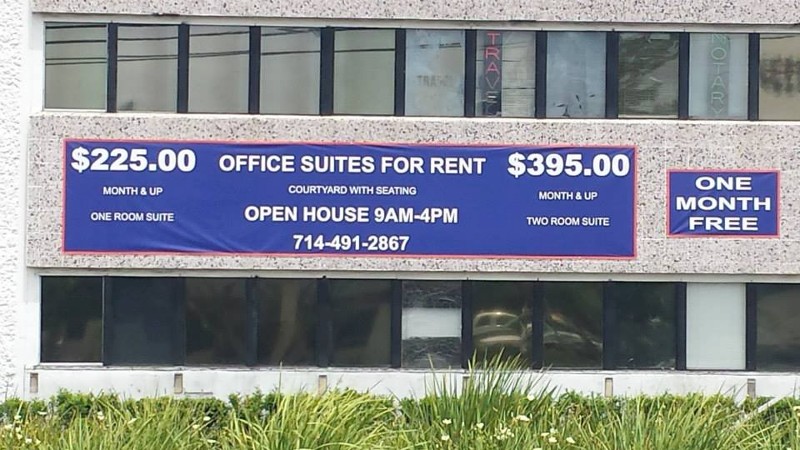 TRAVE
NOTARY
$225.00
MONTH & UP
ONE ROOM SUITE
OFFICE SUITES FOR RENT
COURTYARD WITH SEATING
OPEN HOUSE 9AM-4PM
714-491-2867
$395.00
MONTH & UP
TWO ROOM SUITE
ONE
MONTH
FREE